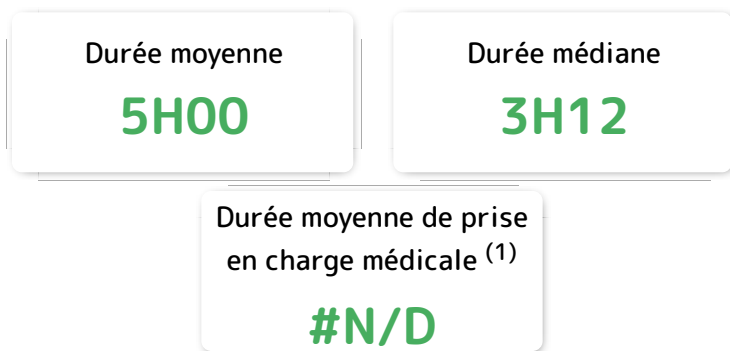 Durée moyenne
5H00
Durée médiane
3H12
Durée moyenne de prise
en charge médicale (1)
#N/D